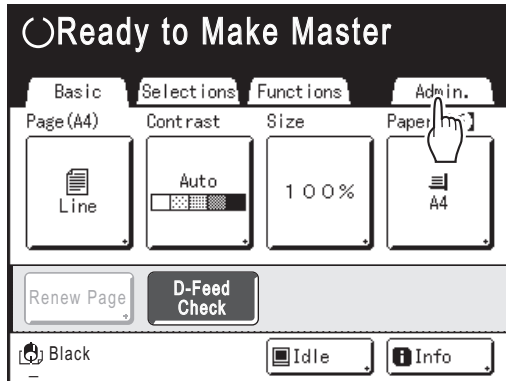 Ready to Make Master
Basic Selections Functions Admin.
Page(A4) Contrast Size Paper
Line Auto 100% A4
Renew Page D-Feed Check
Black Idle Info